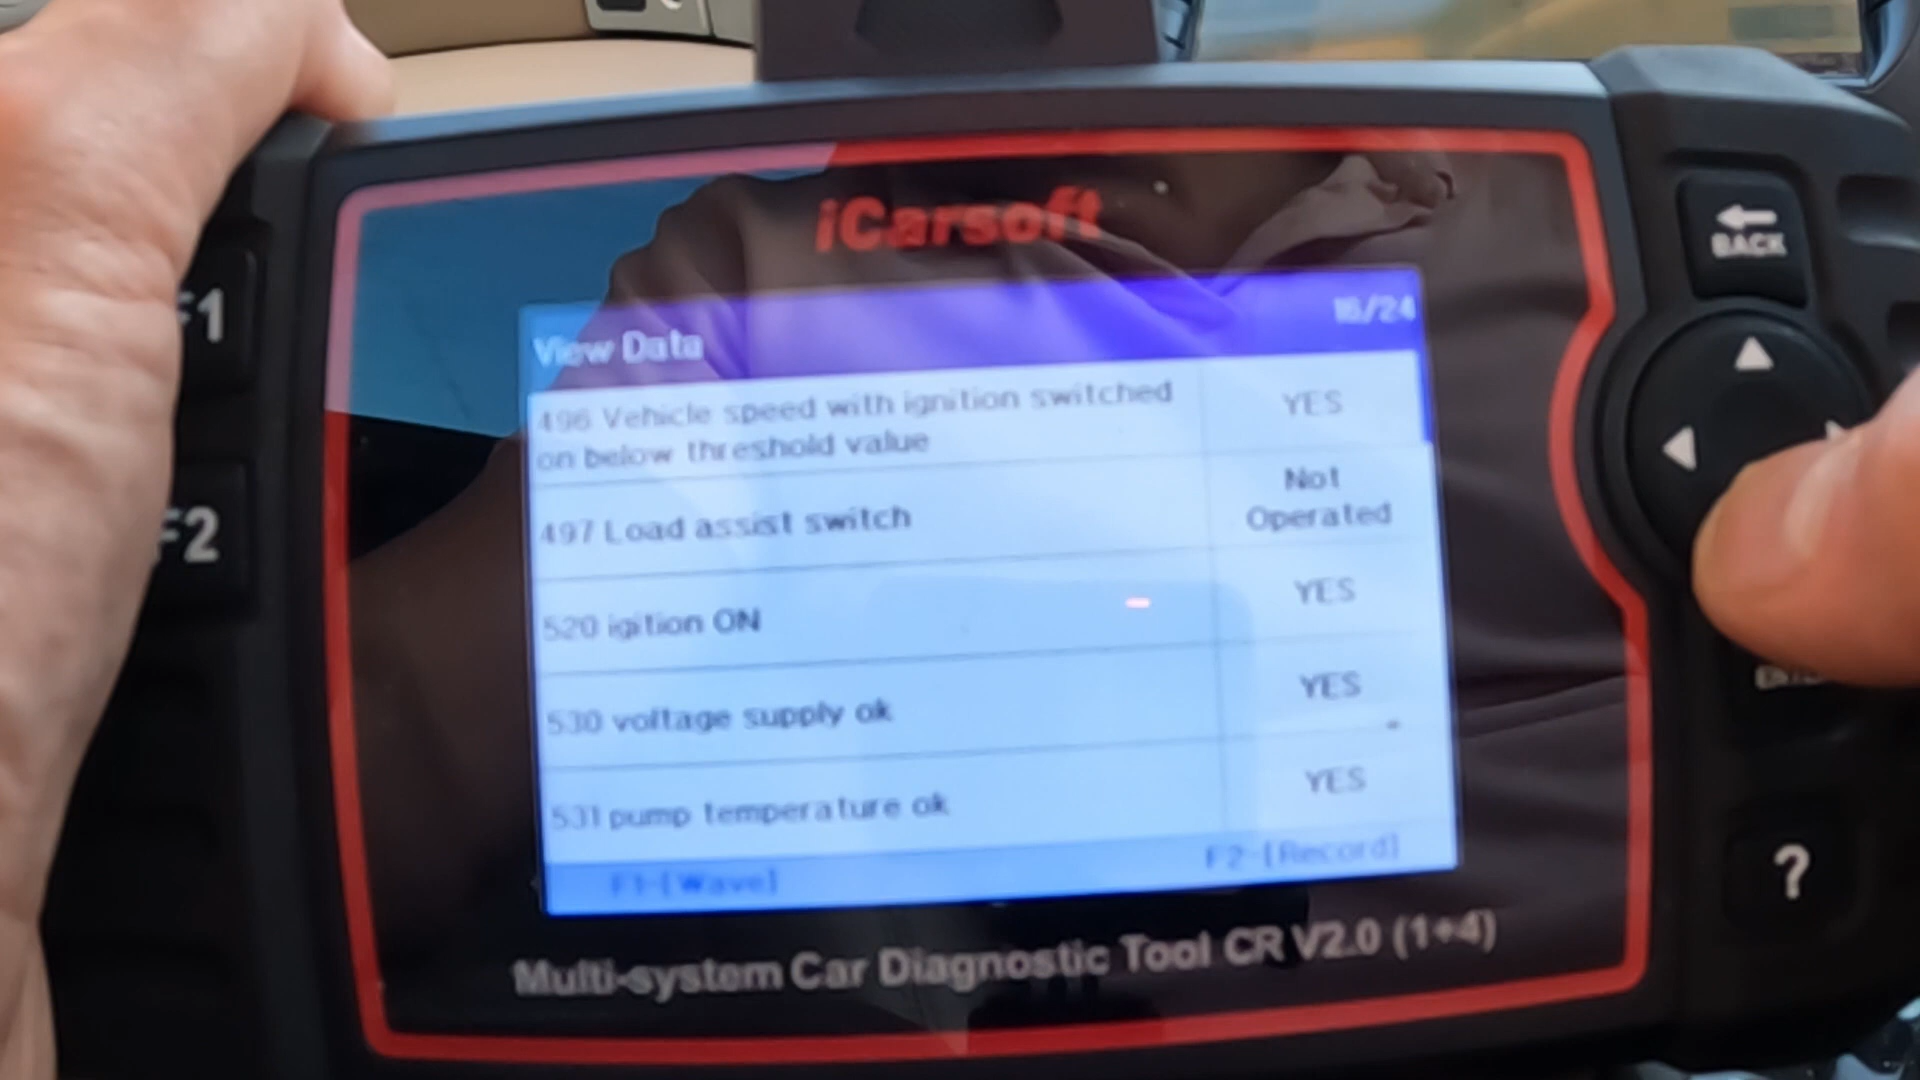 iCarsoft
View Data
16/24
496 Vehicle speed with ignition switched
on below threshold value
YES
497 Load assist switch
Not
Operated
520 igition ON
YES
530 voltage supply ok
YES
531 pump temperature ok
YES
F1-[Wave]
F2-[Record]
Multi-system Car Diagnostic Tool CR V2.0 (1+4)
F1
F2
BACK
?